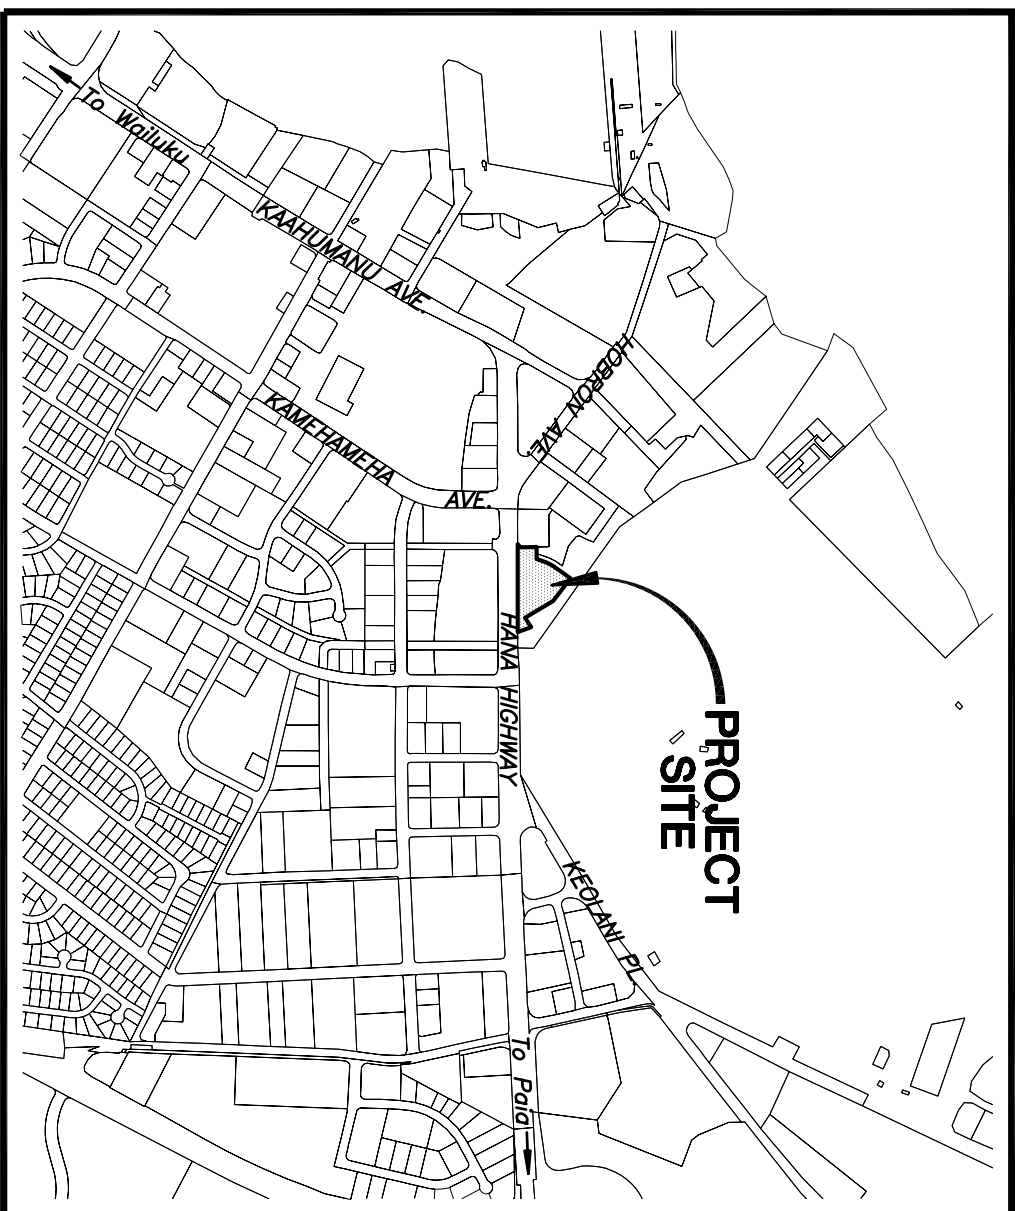 To Wailuku
KAAHUMANU AVE.
HOBRON AVE.
KAMEHAMEHA AVE.
HANA HIGHWAY
PROJECT
SITE
KEOLANI PL
To Paia